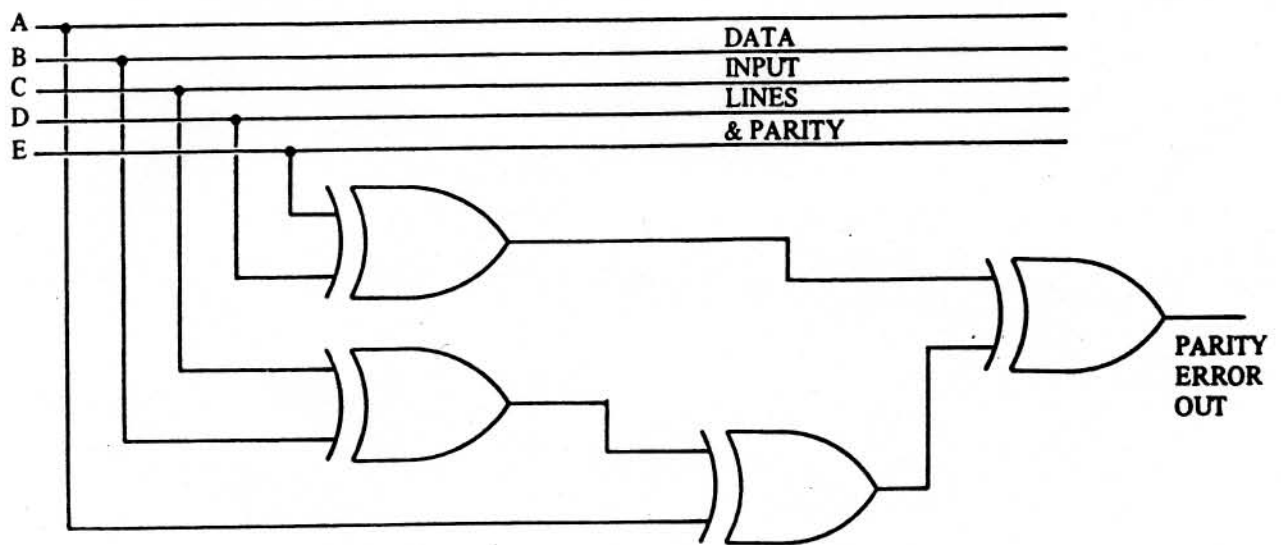 A
B
C
D
E
DATA
INPUT
LINES
& PARITY
PARITY
ERROR
OUT